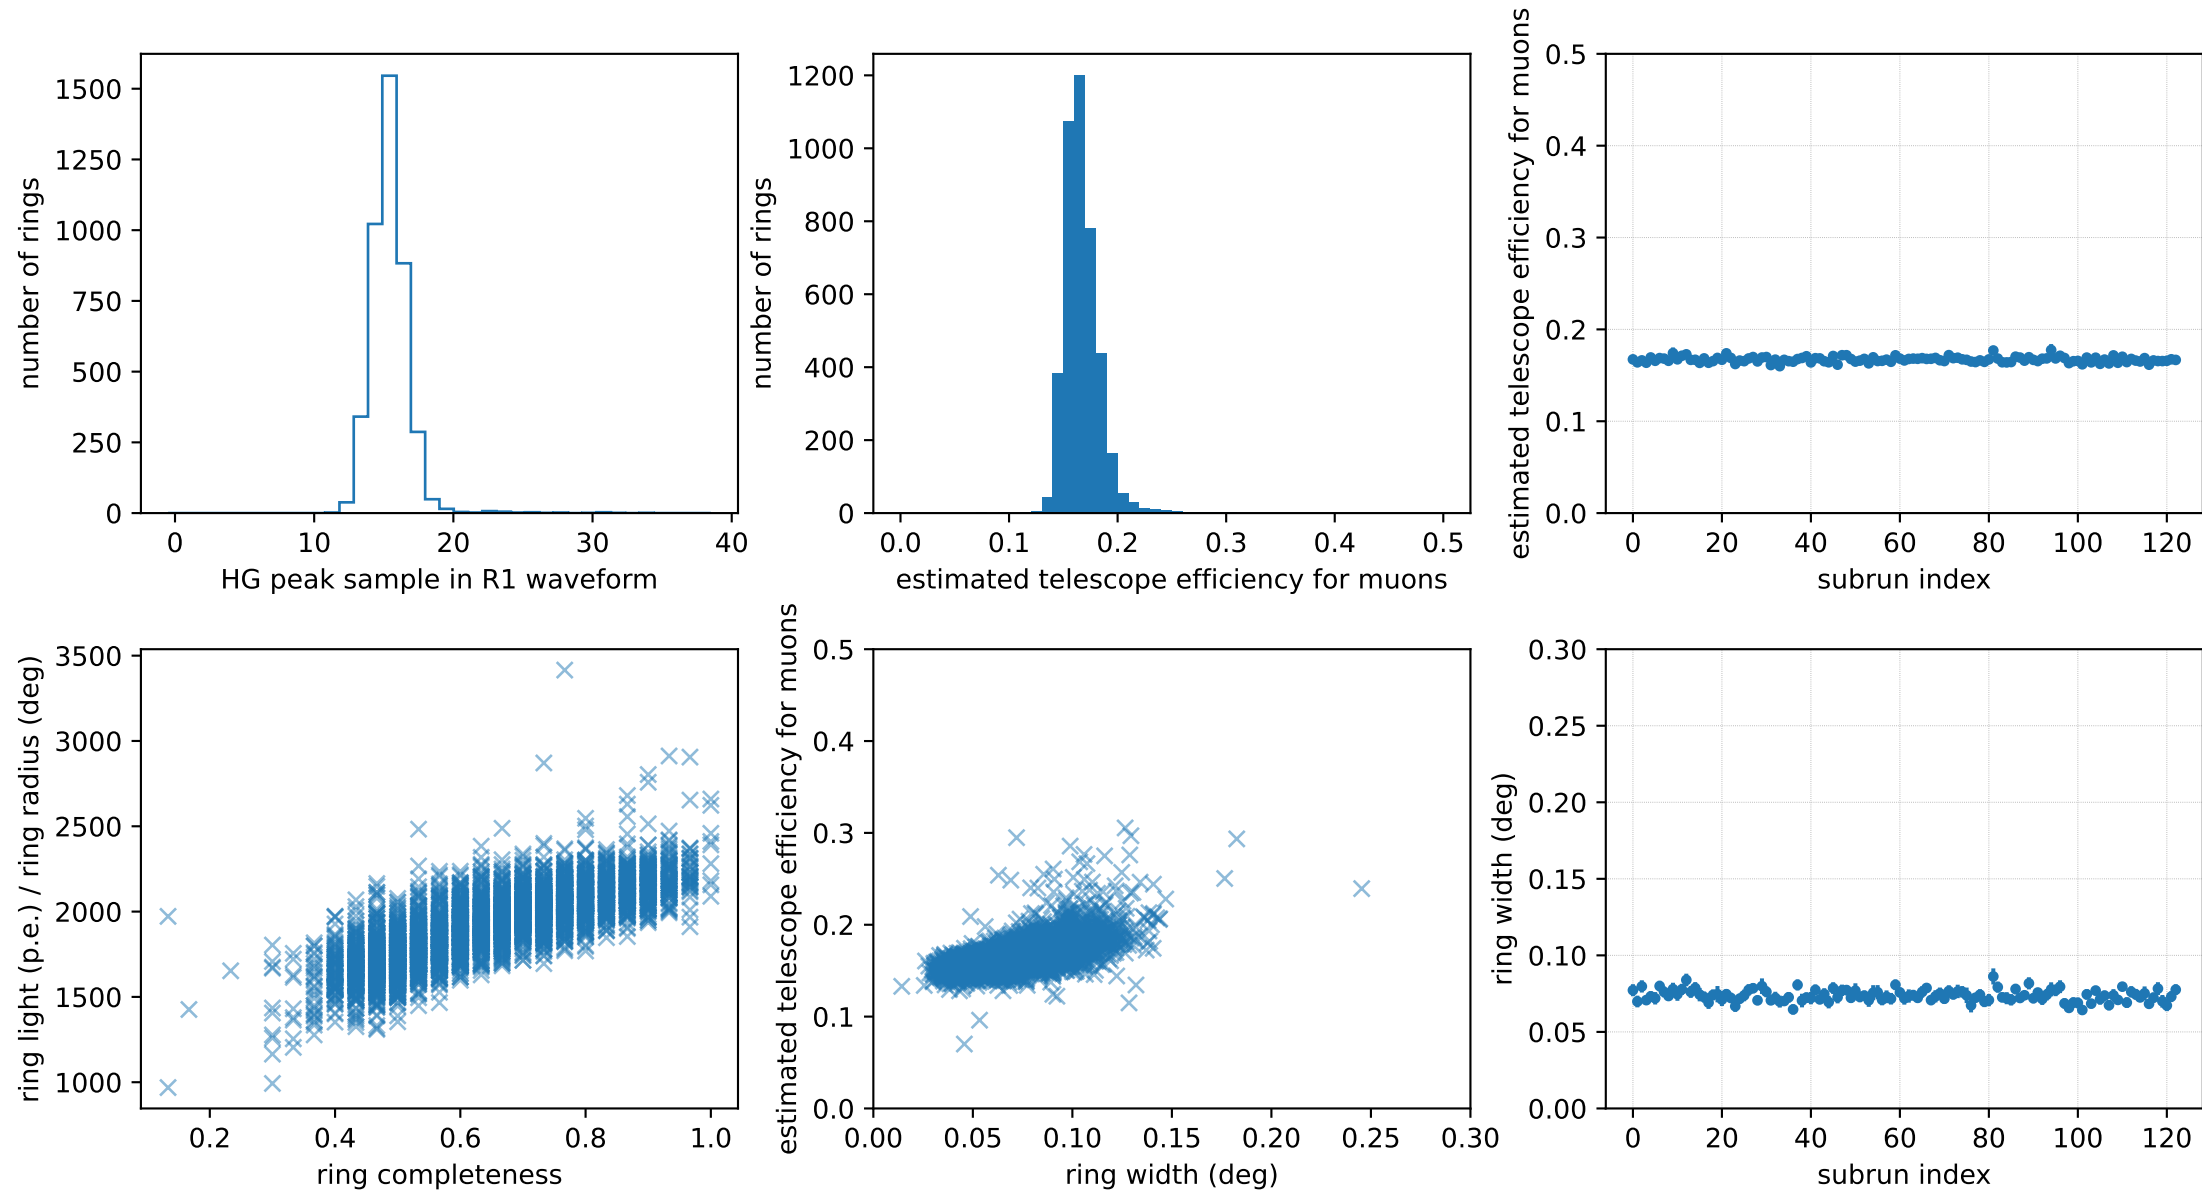 number of rings
1500
1250
1000
750
500
250
0
0 10 20 30 40
HG peak sample in R1 waveform
number of rings
1200
1000
800
600
400
200
0
0.0 0.1 0.2 0.3 0.4 0.5
estimated telescope efficiency for muons
estimated telescope efficiency for muons
0.5
0.4
0.3
0.2
0.1
0.0
0 20 40 60 80 100 120
subrun index
ring light (p.e.) / ring radius (deg)
3500
3000
2500
2000
1500
1000
0.2 0.4 0.6 0.8 1.0
ring completeness
estimated telescope efficiency for muons
0.5
0.4
0.3
0.2
0.1
0.0
0.00 0.05 0.10 0.15 0.20 0.25 0.30
ring width (deg)
ring width (deg)
0.30
0.25
0.20
0.15
0.10
0.05
0.00
0 20 40 60 80 100 120
subrun index